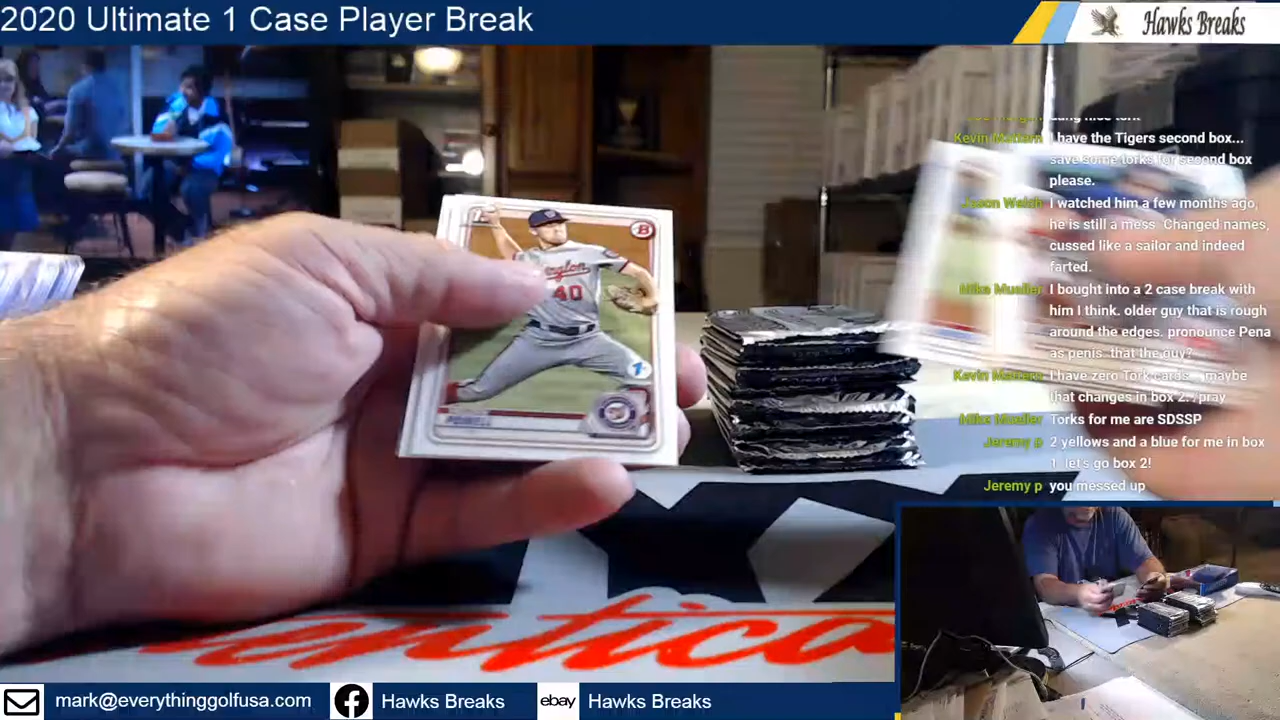 2020 Ultimate 1 Case Player Break
Hawks Breaks
Kevin I have the Tigers second box...
save some torks for second box
please.
Jason Welsh I watched him a few months ago,
he is still a mess. Changed names,
cussed like a sailor and indeed
farted.
Mike Mueller I bought into a 2 case break with
him I think. older guy that is rough
around the edges. pronounce Pena
as penis. that the guy?
Kevin I have zero Tork cards... maybe
that changes in box 2.. pray
Mike Mueller Torks for me are SDSSP
Jeremy p 2 yellows and a blue for me in box
1. let's go box 2!
Jeremy p you messed up
B
40
1st
mark@everythinggolfusa.com
Hawks Breaks
ebay
Hawks Breaks